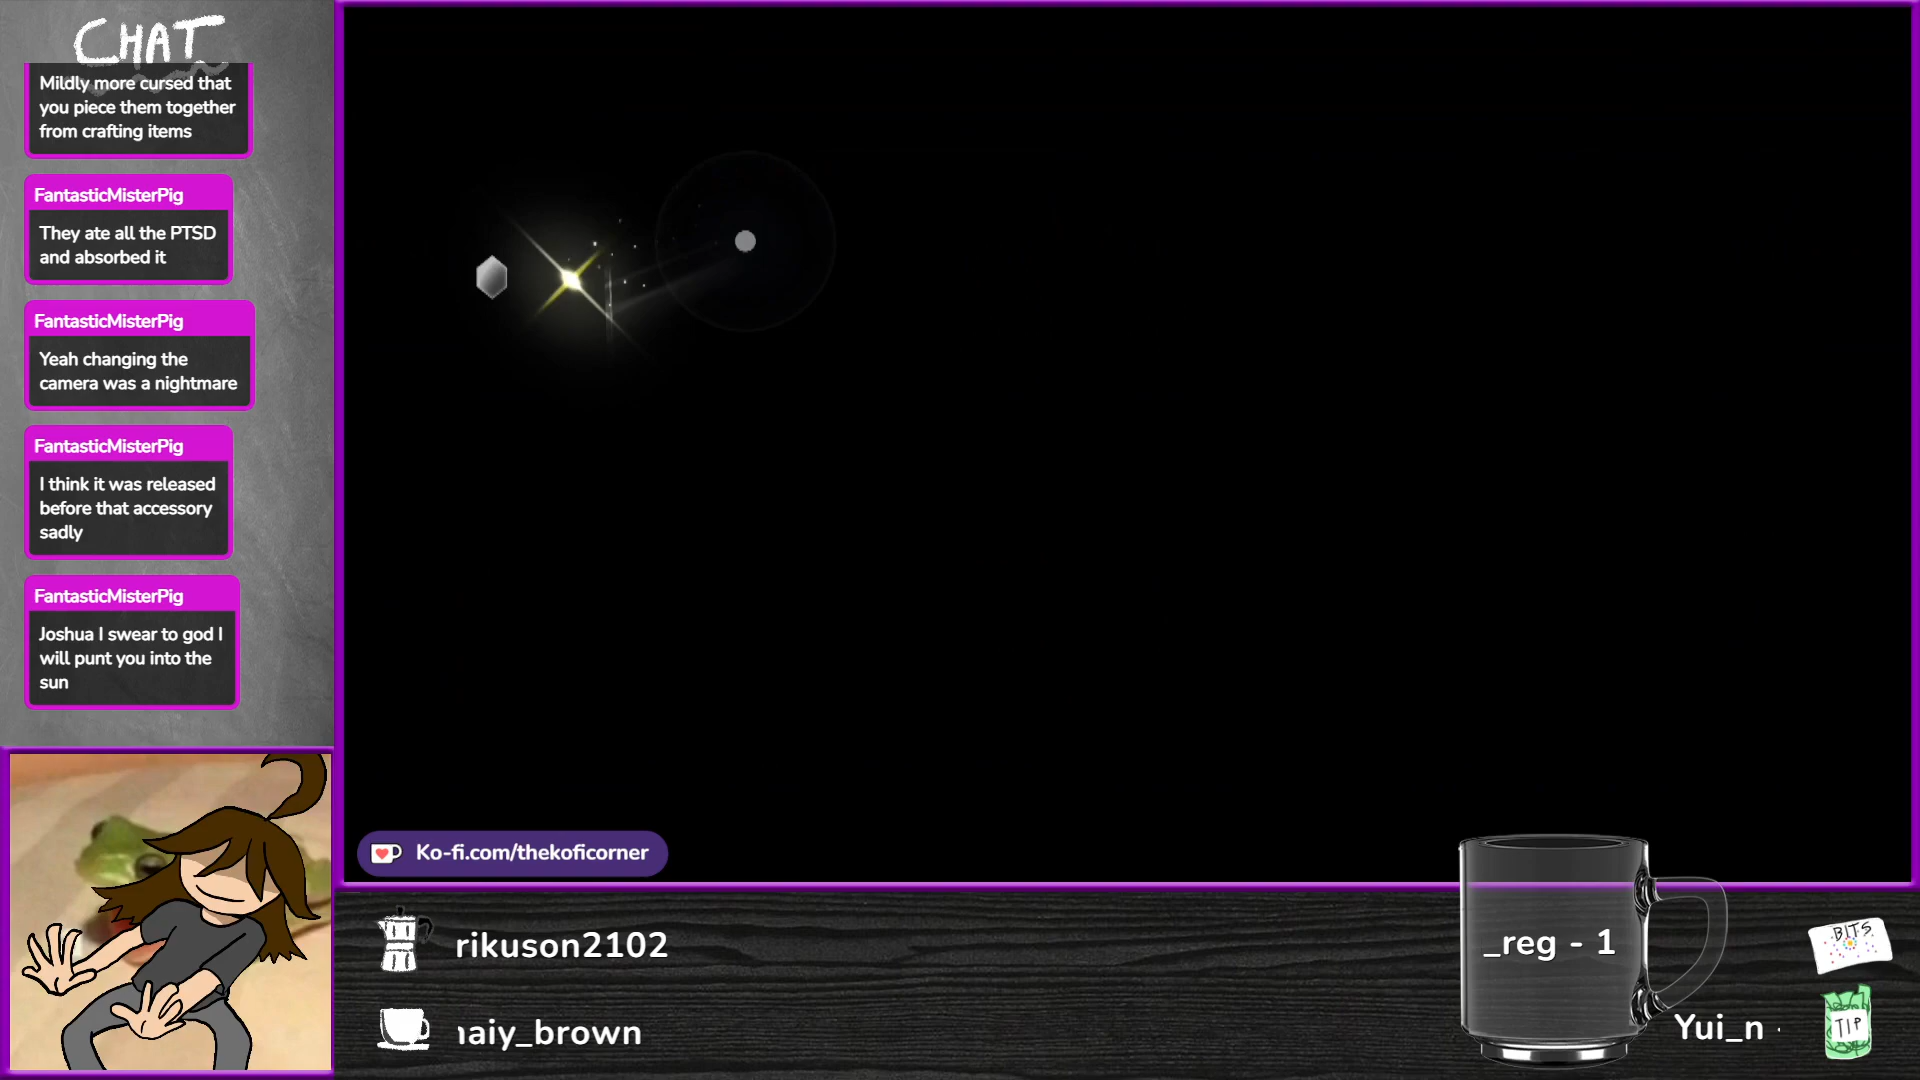 CHAT
Mildly more cursed that
you piece them together
from crafting items
FantasticMisterPig
They ate all the PTSD
and absorbed it
FantasticMisterPig
Yeah changing the
camera was a nightmare
FantasticMisterPig
I think it was released
before that accessory
sadly
FantasticMisterPig
Joshua I swear to god I
will punt you into the
sun
Ko-fi.com/thekoficorner
rikuson2102
aiy_brown
_reg - 1
Yui_n
BITS
TIP